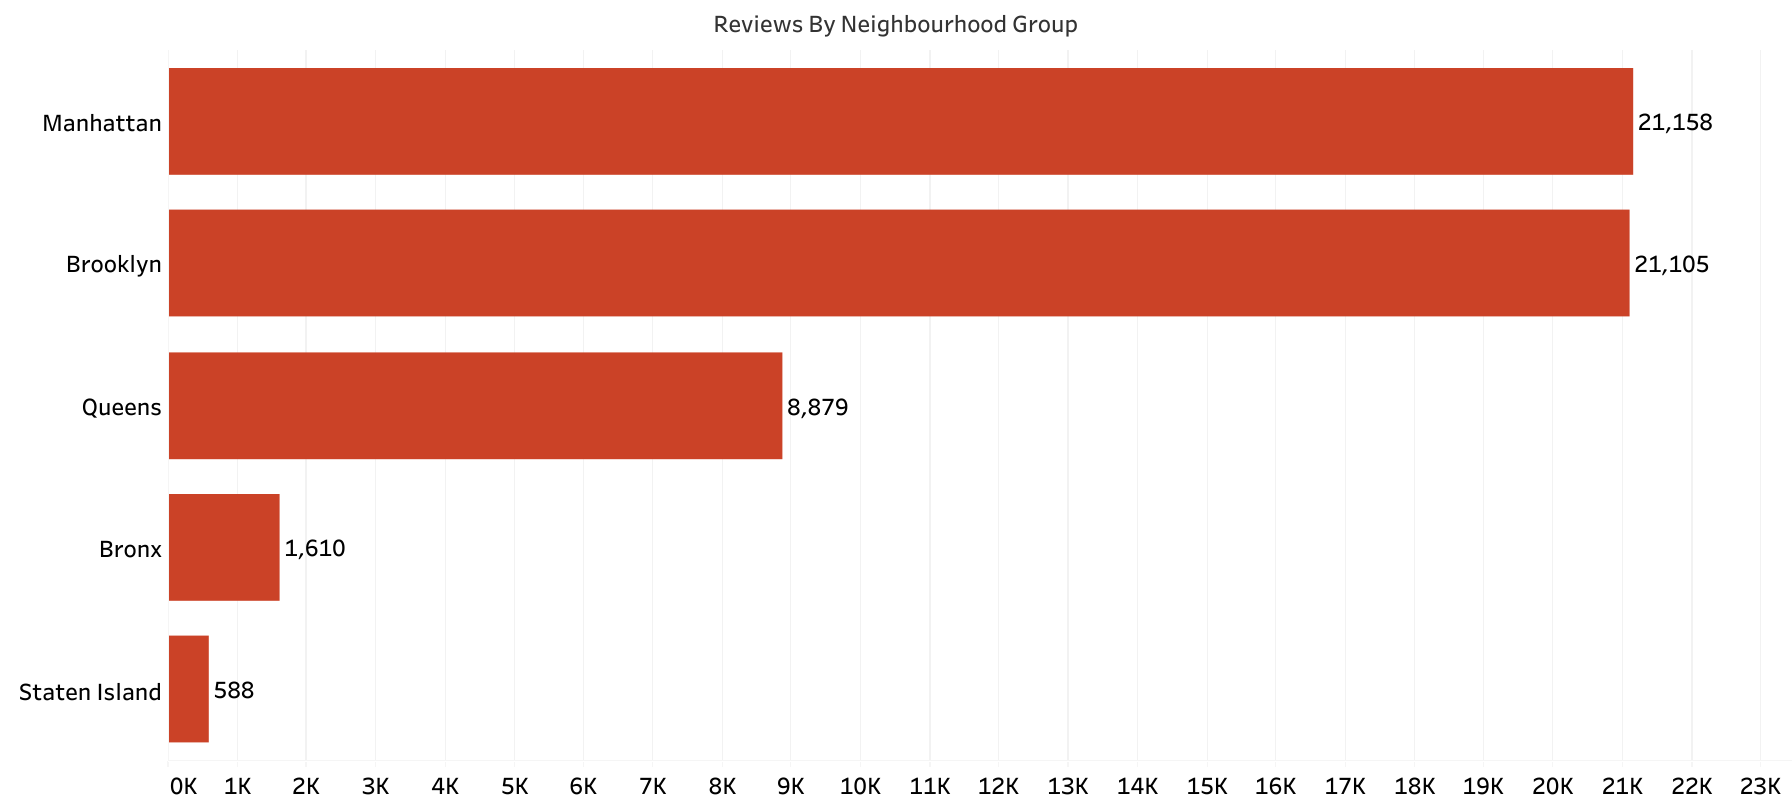 Reviews By Neighbourhood Group
Manhattan 21,158
Brooklyn 21,105
Queens 8,879
Bronx 1,610
Staten Island 588
0K 1K 2K 3K 4K 5K 6K 7K 8K 9K 10K 11K 12K 13K 14K 15K 16K 17K 18K 19K 20K 21K 22K 23K